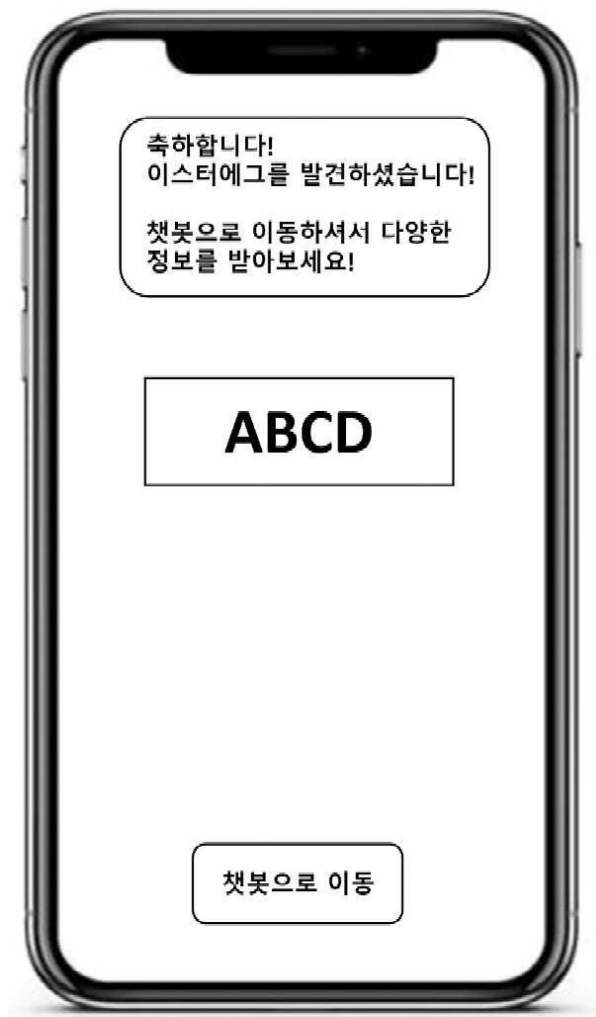 축하합니다!
이스터에그를 발견하셨습니다!
챗봇으로 이동하셔서 다양한
정보를 받아보세요!
ABCD
챗봇으로 이동